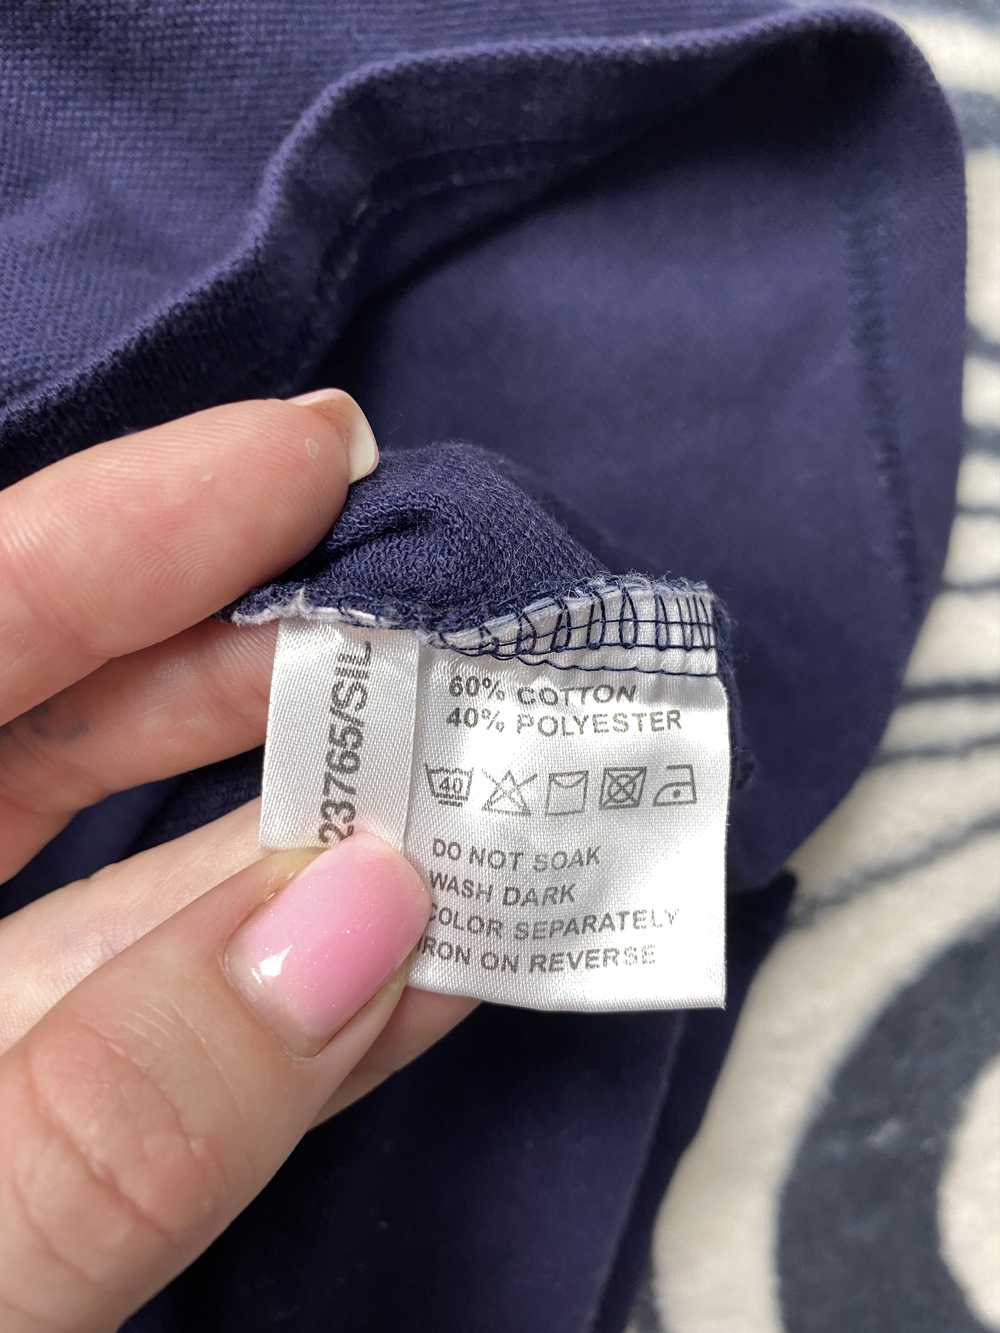 23765/SIL
60% COTTON
40% POLYESTER
40
DO NOT SOAK
WASH DARK
COLOR SEPARATELY
IRON ON REVERSE